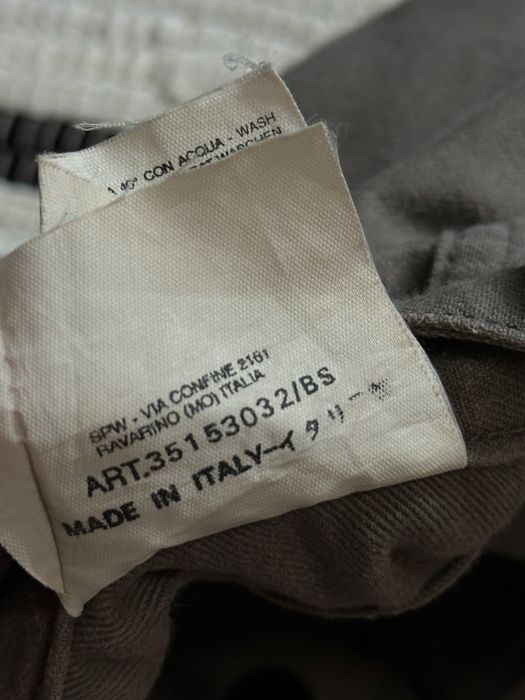 A 40° CON ACQUA - WASH
SPW - VIA CONFINE 2161
RAVARINO (MO) ITALIA
ART.35153032/BS
MADE IN ITALY-イタリー製